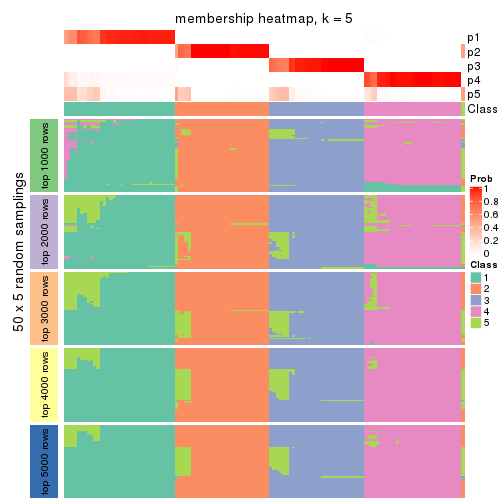 membership heatmap, k = 5
p1
p2
p3
p4
p5
Class
50 x 5 random samplings
top 1000 rows
top 2000 rows
top 3000 rows
top 4000 rows
top 5000 rows
Prob
1
0.8
0.6
0.4
0.2
0
Class
1
2
3
4
5